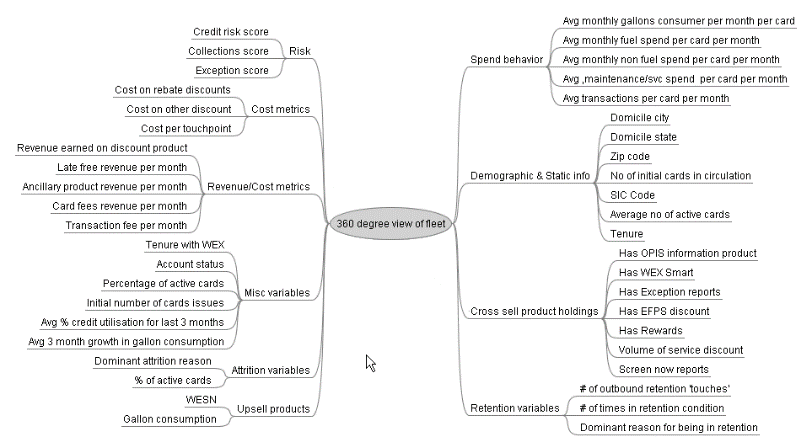 Credit risk score
Collections score
Exception score
Risk
Cost on rebate discounts
Cost on other discount
Cost per touchpoint
Cost metrics
Revenue earned on discount product
Late free revenue per month
Ancillary product revenue per month
Card fees revenue per month
Transaction fee per month
Revenue/Cost metrics
Tenure with WEX
Account status
Percentage of active cards
Initial number of cards issues
Avg % credit utilisation for last 3 months
Avg 3 month growth in gallon consumption
Misc variables
Dominant attrition reason
% of active cards
Attrition variables
WESN
Gallon consumption
Upsell products
360 degree view of fleet
Spend behavior
Avg monthly gallons consumer per month per card
Avg monthly fuel spend per card per month
Avg monthly non fuel spend per card per month
Avg ,maintenance/svc spend per card per month
Avg transactions per card per month
Demographic & Static info
Domicile city
Domicile state
Zip code
No of initial cards in circulation
SIC Code
Average no of active cards
Tenure
Cross sell product holdings
Has OPIS information product
Has WEX Smart
Has Exception reports
Has EFPS discount
Has Rewards
Volume of service discount
Screen now reports
Retention variables
# of outbound retention 'touches'
# of times in retention condition
Dominant reason for being in retention